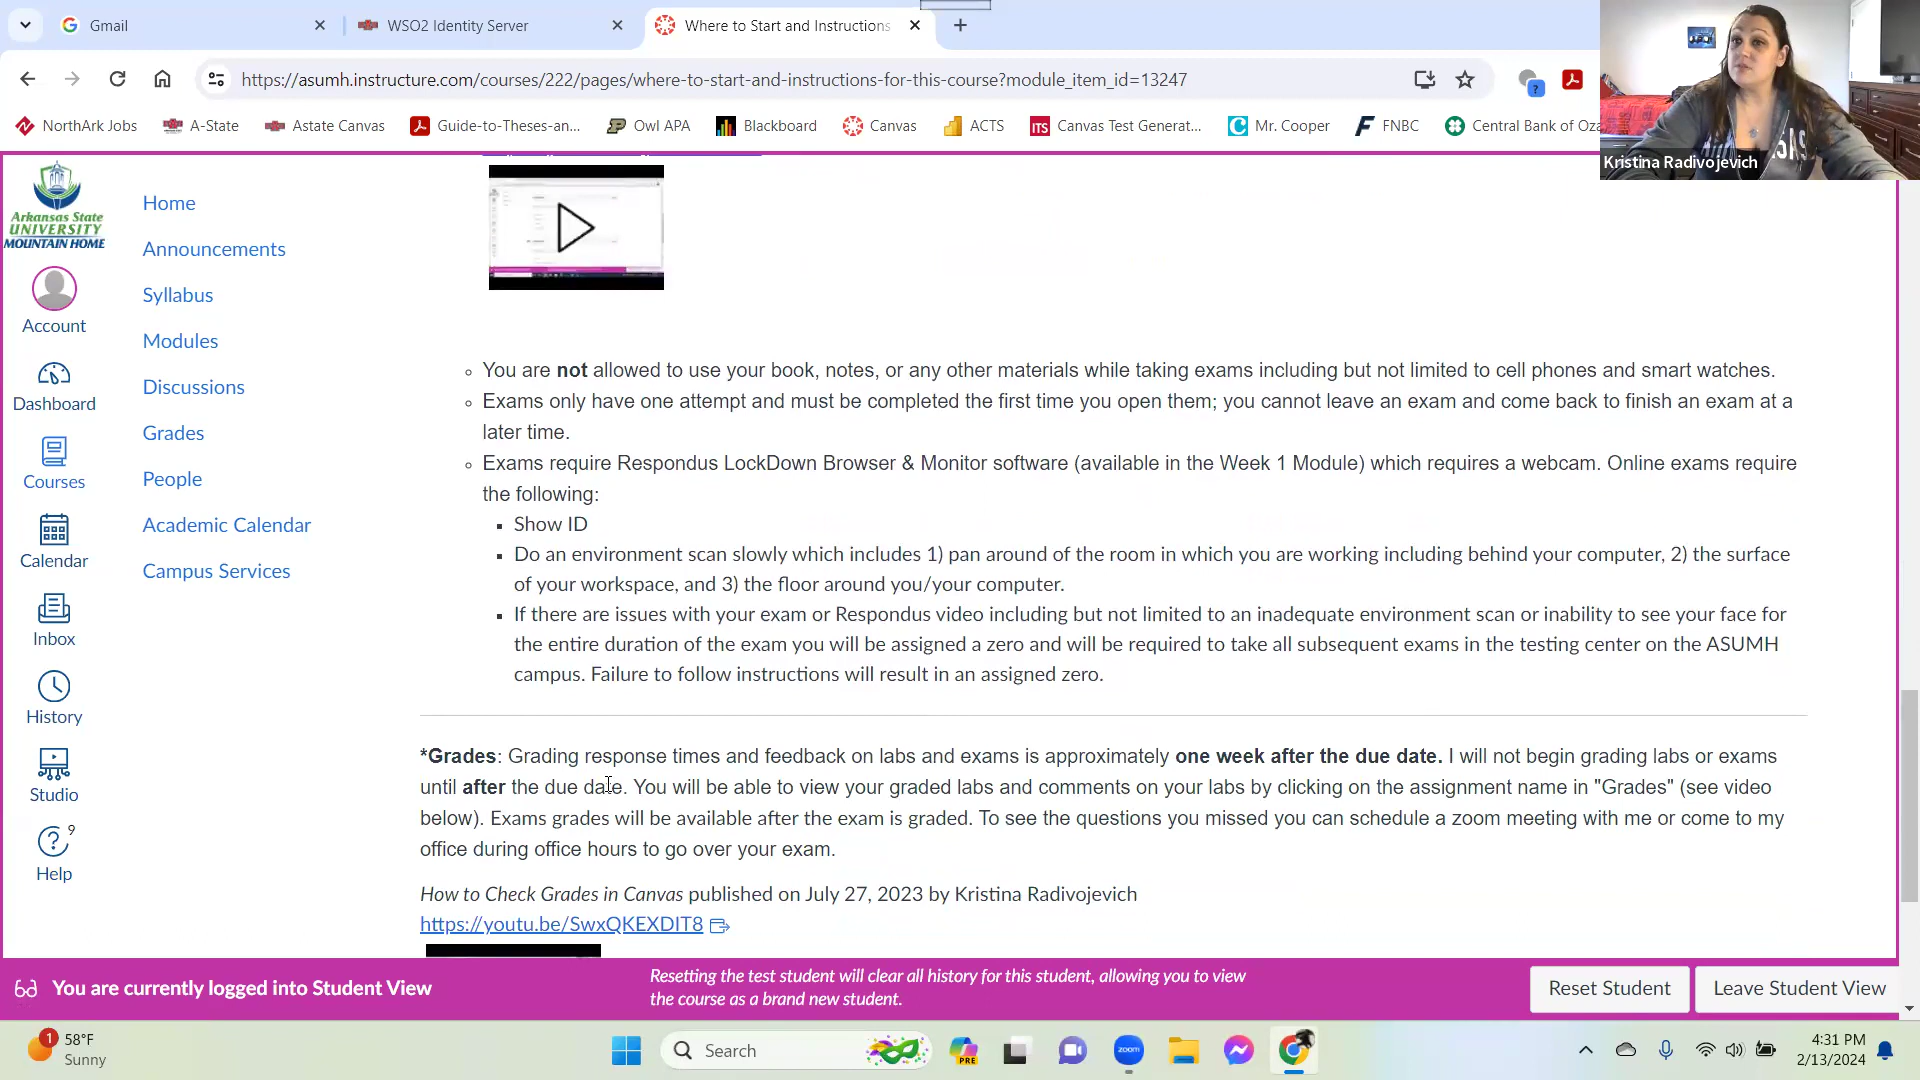 Gmail
WSO2 Identity Server
Where to Start and Instructions
https://asumh.instructure.com/courses/222/pages/where-to-start-and-instructions-for-this-course?module_item_id=13247
NorthArk Jobs
A-State
Astate Canvas
Guide-to-Theses-an...
Owl APA
Blackboard
Canvas
ACTS
ITS
Canvas Test Generat...
Mr. Cooper
FNBC
Central Bank of Oza
Kristina Radivojevich
Arkansas State
UNIVERSITY
MOUNTAIN HOME
Account
Dashboard
Courses
Calendar
Inbox
History
Studio
9
Help
Home
Announcements
Syllabus
Modules
Discussions
Grades
People
Academic Calendar
Campus Services
You are not allowed to use your book, notes, or any other materials while taking exams including but not limited to cell phones and smart watches.
Exams only have one attempt and must be completed the first time you open them; you cannot leave an exam and come back to finish an exam at a
later time.
Exams require Respondus LockDown Browser & Monitor software (available in the Week 1 Module) which requires a webcam. Online exams require
the following:
Show ID
Do an environment scan slowly which includes 1) pan around of the room in which you are working including behind your computer, 2) the surface
of your workspace, and 3) the floor around you/your computer.
If there are issues with your exam or Respondus video including but not limited to an inadequate environment scan or inability to see your face for
the entire duration of the exam you will be assigned a zero and will be required to take all subsequent exams in the testing center on the ASUMH
campus. Failure to follow instructions will result in an assigned zero.
*Grades: Grading response times and feedback on labs and exams is approximately one week after the due date. I will not begin grading labs or exams
until after the due date. You will be able to view your graded labs and comments on your labs by clicking on the assignment name in "Grades" (see video
below). Exams grades will be available after the exam is graded. To see the questions you missed you can schedule a zoom meeting with me or come to my
office during office hours to go over your exam.
How to Check Grades in Canvas published on July 27, 2023 by Kristina Radivojevich
https://youtu.be/SwxQKEXDIT8
You are currently logged into Student View
Resetting the test student will clear all history for this student, allowing you to view
the course as a brand new student.
Reset Student
Leave Student View
1
58°F
Sunny
Search
PRE
zoom
4:31 PM
2/13/2024